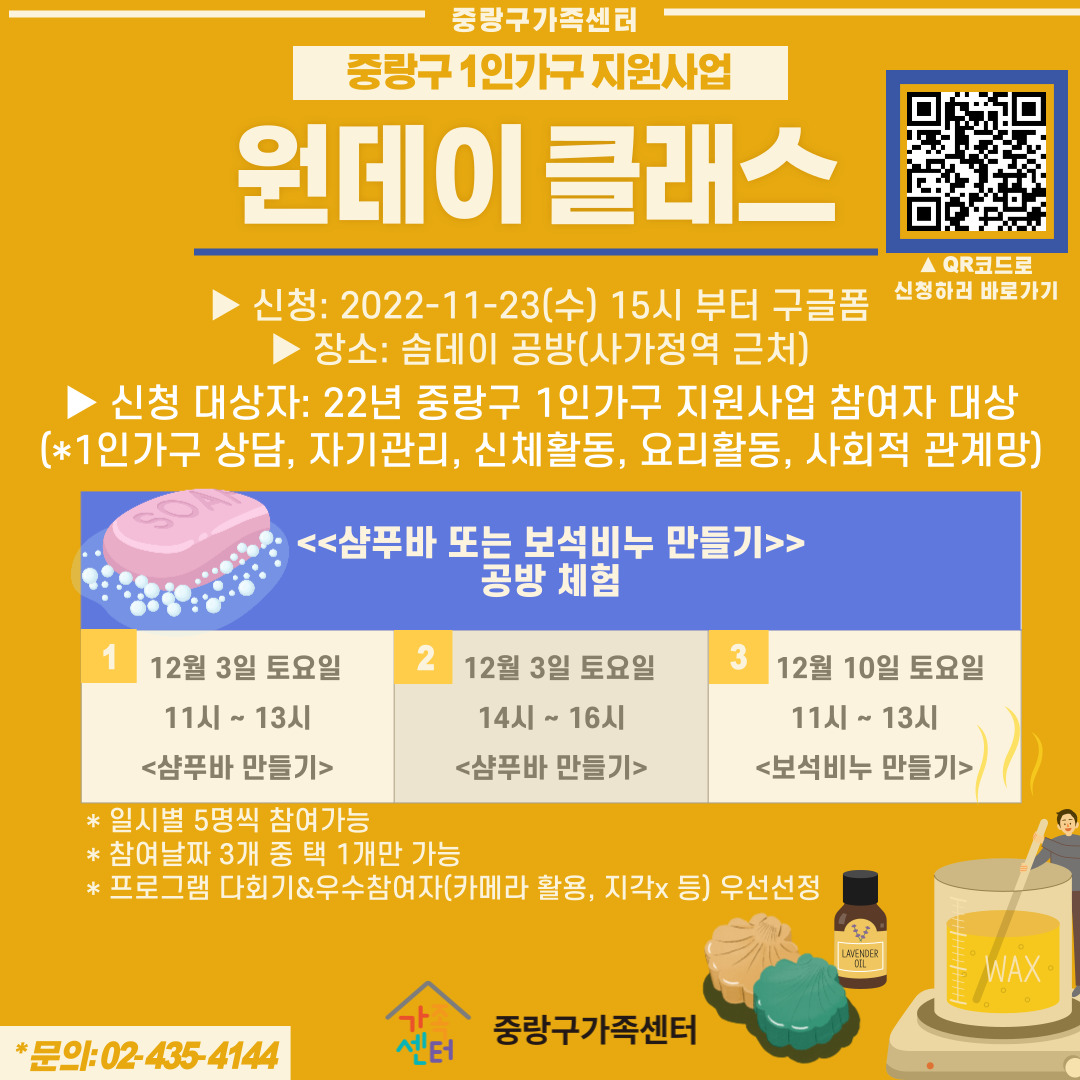 중랑구가족센터
중랑구 1인가구 지원사업
원데이 클래스
▲ QR코드로
신청하러 바로가기
▶ 신청: 2022-11-23(수) 15시 부터 구글폼
▶ 장소: 솜데이 공방(사가정역 근처)
▶ 신청 대상자: 22년 중랑구 1인가구 지원사업 참여자 대상
(*1인가구 상담, 자기관리, 신체활동, 요리활동, 사회적 관계망)
SOAP
<<샴푸바 또는 보석비누 만들기>>
공방 체험
1
12월 3일 토요일
11시 ~ 13시
<샴푸바 만들기>
2
12월 3일 토요일
14시 ~ 16시
<샴푸바 만들기>
3
12월 10일 토요일
11시 ~ 13시
<보석비누 만들기>
* 일시별 5명씩 참여가능
* 참여날짜 3개 중 택 1개만 가능
* 프로그램 다회기&우수참여자(카메라 활용, 지각x 등) 우선선정
LAVENDER
OIL
WAX
가족
센터
중랑구가족센터
* 문의: 02-435-4144